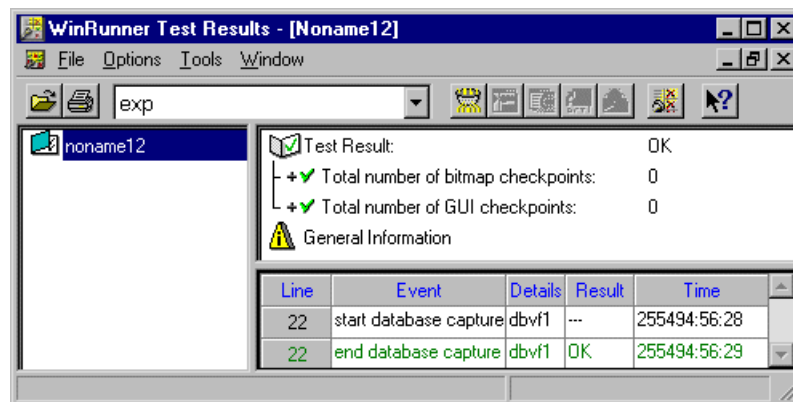 WinRunner Test Results - [Noname12]
File Options Tools Window
exp
noname12
Test Result: OK
Total number of bitmap checkpoints: 0
Total number of GUI checkpoints: 0
General Information
Line Event Details Result Time
22 start database capture dbvf1 --- 255494:56:28
22 end database capture dbvf1 OK 255494:56:29